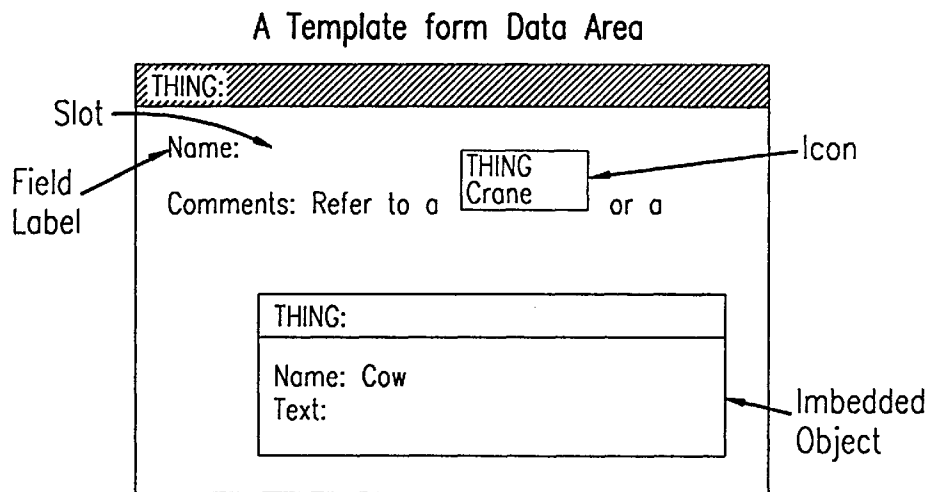 A Template form Data Area
THING:
Slot
Name:
Field
Label
THING
Crane
Icon
Comments: Refer to a
or a
THING:
Name: Cow
Text:
Imbedded
Object